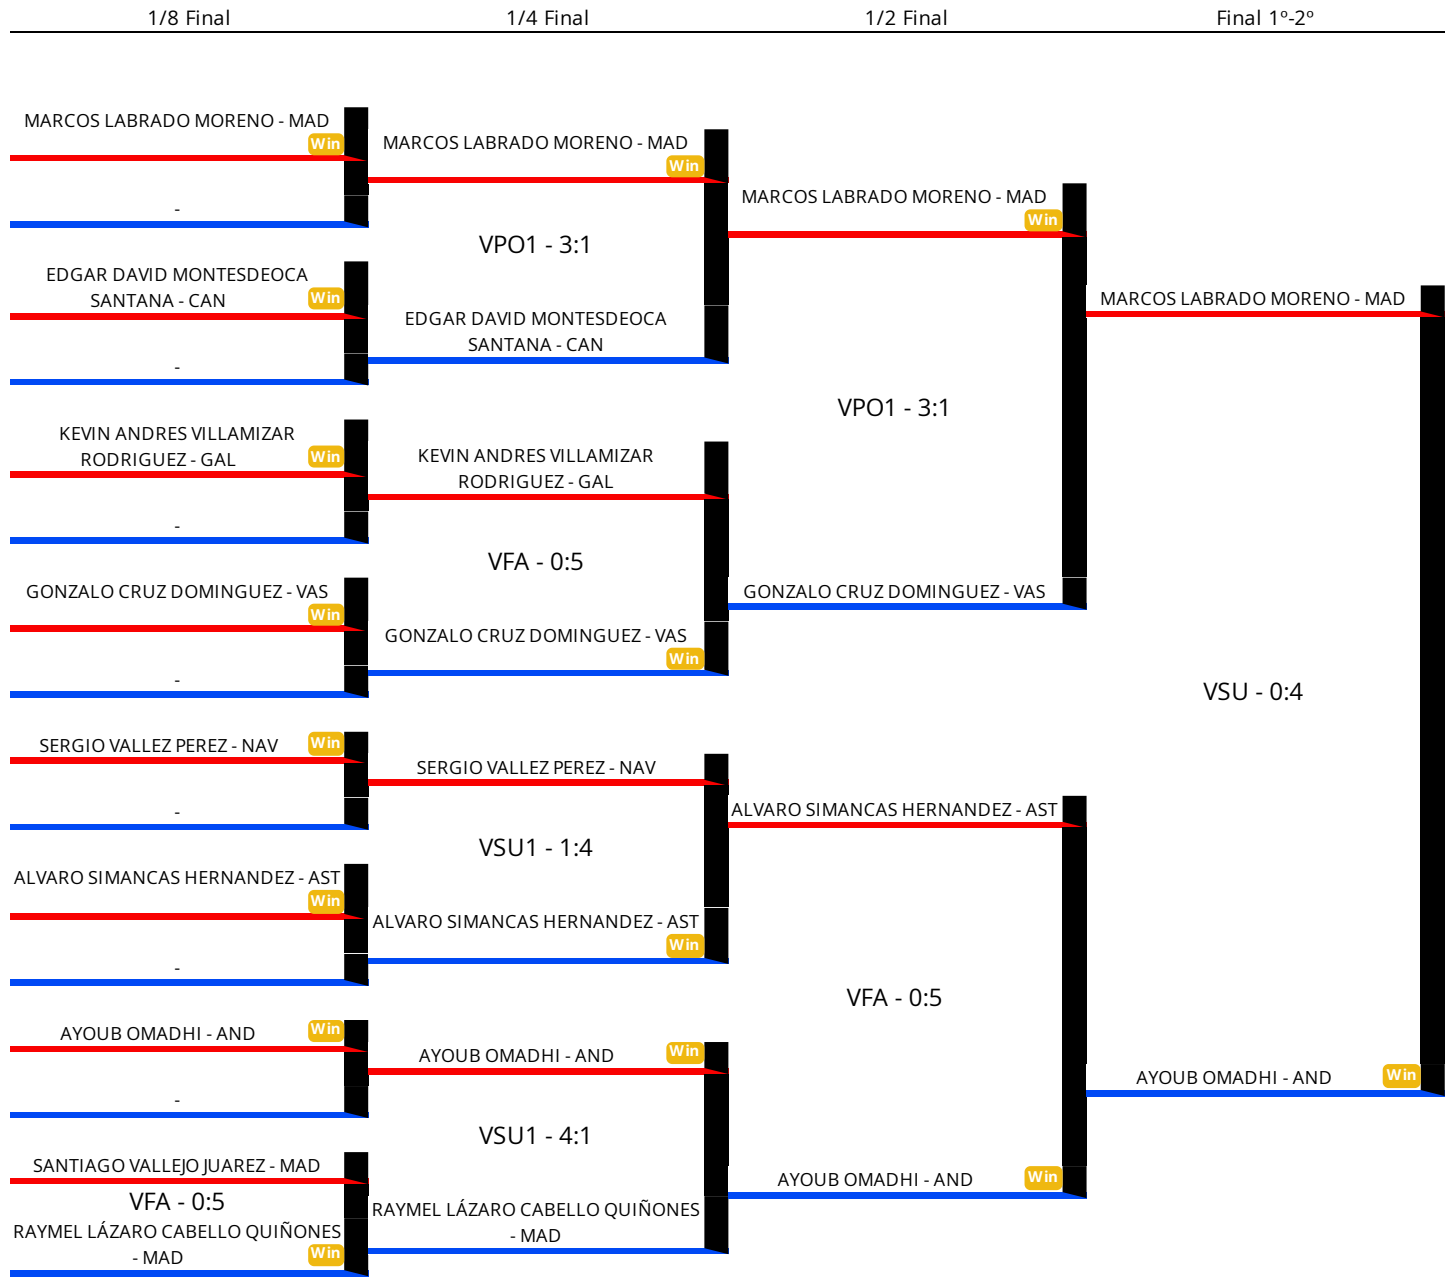 1/8 Final
1/4 Final
1/2 Final
Final 1º-2º
MARCOS LABRADO MORENO - MAD
Win
-
EDGAR DAVID MONTESDEOCA
SANTANA - CAN
Win
-
KEVIN ANDRES VILLAMIZAR
RODRIGUEZ - GAL
Win
-
GONZALO CRUZ DOMINGUEZ - VAS
Win
-
SERGIO VALLEZ PEREZ - NAV
Win
-
ALVARO SIMANCAS HERNANDEZ - AST
Win
-
AYOUB OMADHI - AND
Win
-
SANTIAGO VALLEJO JUAREZ - MAD
VFA - 0:5
RAYMEL LÁZARO CABELLO QUIÑONES
- MAD
Win
MARCOS LABRADO MORENO - MAD
Win
VPO1 - 3:1
EDGAR DAVID MONTESDEOCA
SANTANA - CAN
KEVIN ANDRES VILLAMIZAR
RODRIGUEZ - GAL
VFA - 0:5
GONZALO CRUZ DOMINGUEZ - VAS
Win
SERGIO VALLEZ PEREZ - NAV
VSU1 - 1:4
ALVARO SIMANCAS HERNANDEZ - AST
Win
AYOUB OMADHI - AND
Win
VSU1 - 4:1
RAYMEL LÁZARO CABELLO QUIÑONES
- MAD
MARCOS LABRADO MORENO - MAD
Win
VPO1 - 3:1
GONZALO CRUZ DOMINGUEZ - VAS
ALVARO SIMANCAS HERNANDEZ - AST
VFA - 0:5
AYOUB OMADHI - AND
Win
MARCOS LABRADO MORENO - MAD
VSU - 0:4
AYOUB OMADHI - AND
Win